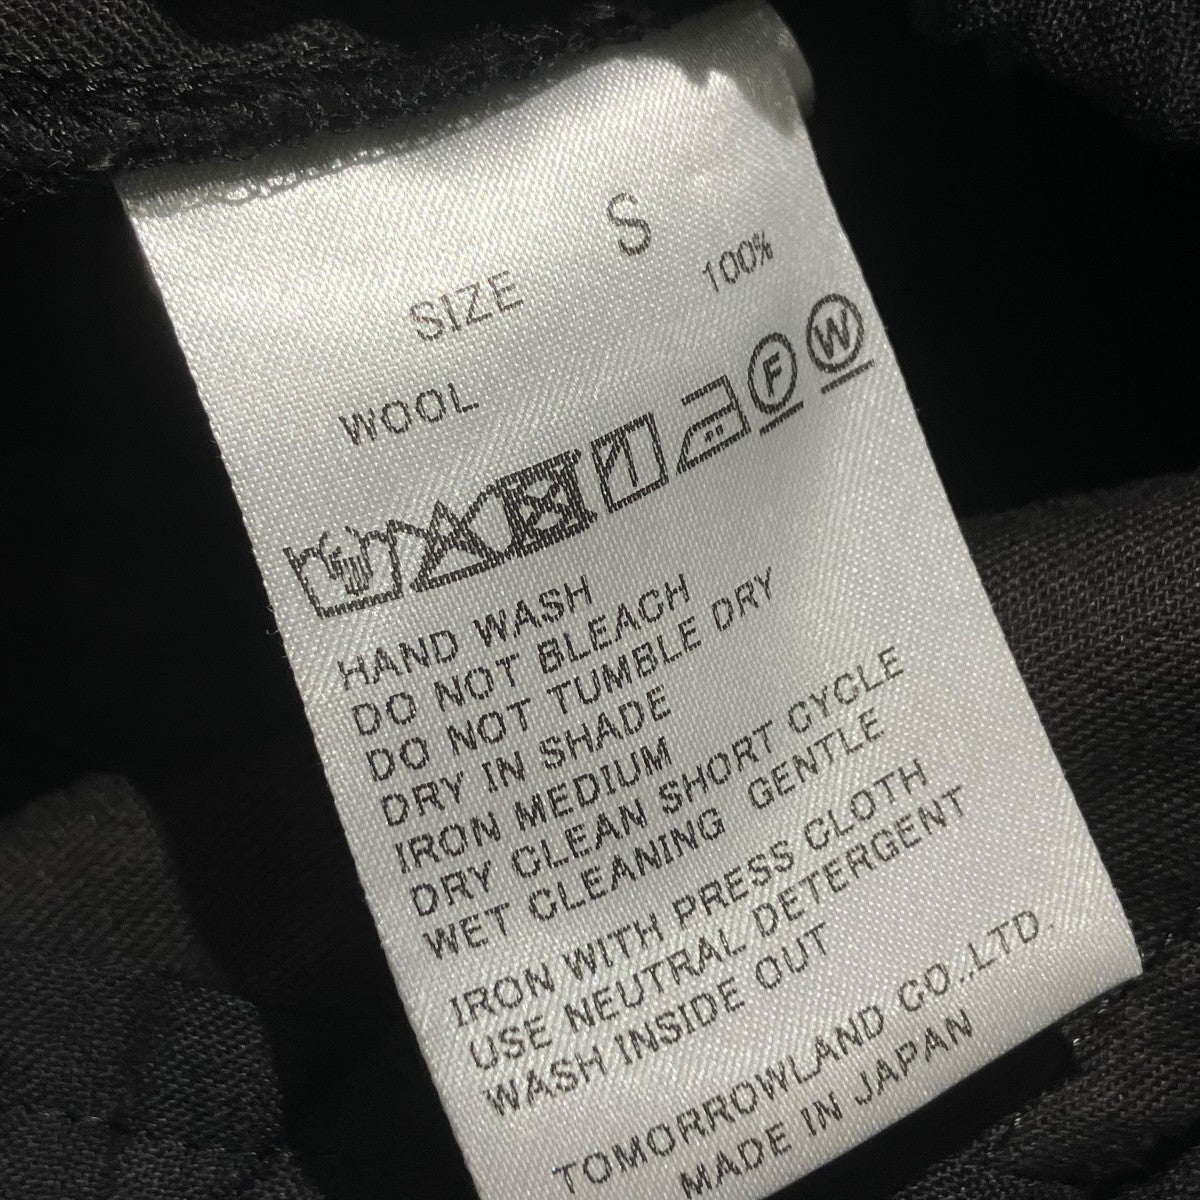 SIZE S
WOOL 100%
F W
HAND WASH
DO NOT BLEACH
DO NOT TUMBLE DRY
DRY IN SHADE
IRON MEDIUM
DRY CLEAN SHORT CYCLE
WET CLEANING GENTLE
IRON WITH PRESS CLOTH
USE NEUTRAL DETERGENT
WASH INSIDE OUT
TOMORROWLAND CO.,LTD.
MADE IN JAPAN